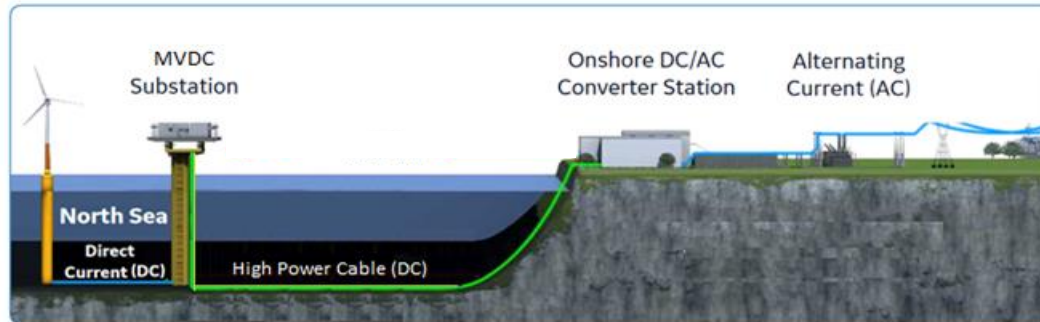 MVDC
Substation
Onshore DC/AC
Converter Station
Alternating
Current (AC)
North Sea
Direct
Current (DC)
High Power Cable (DC)